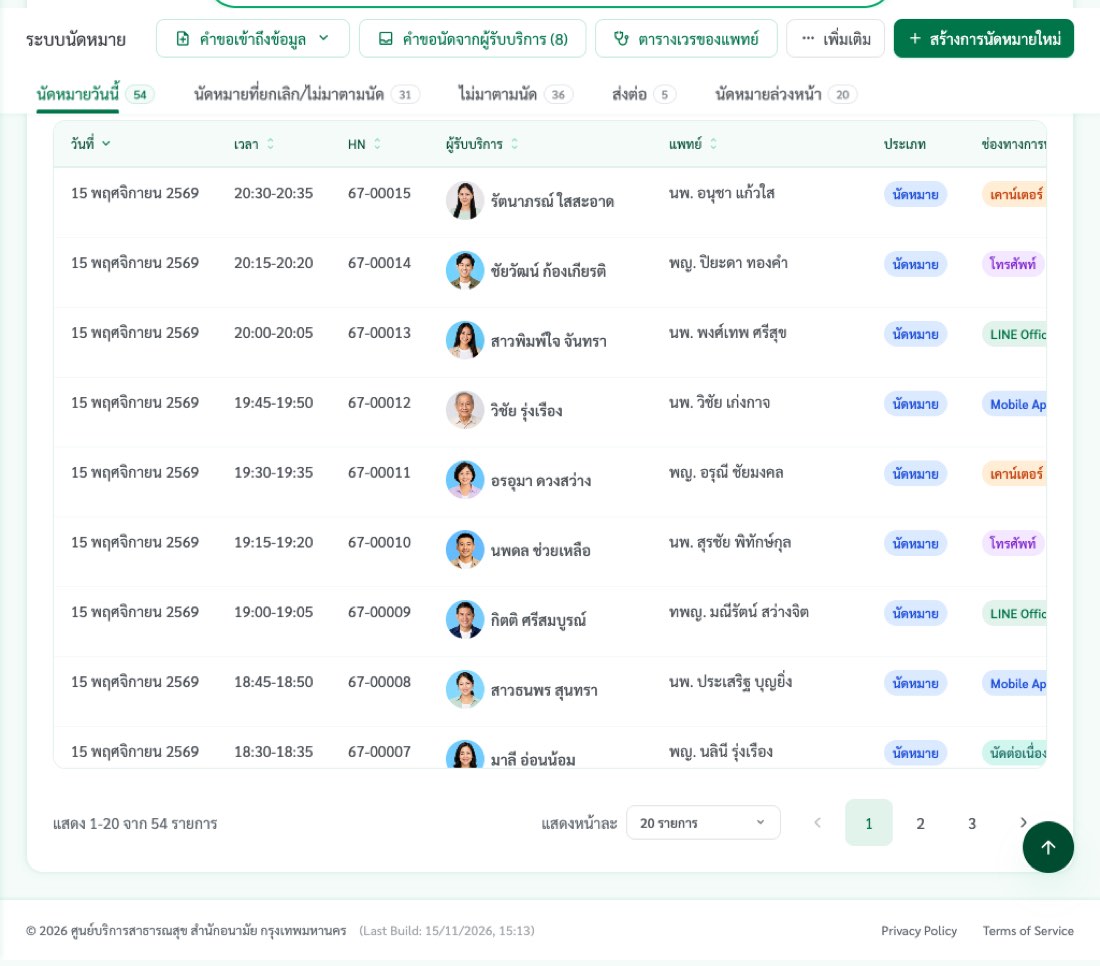 ระบบนัดหมาย คำขอเข้าถึงข้อมูล คำขอนัดจากผู้รับบริการ (8) ตารางเวรของแพทย์ ··· เพิ่มเติม + สร้างการนัดหมายใหม่
นัดหมายวันนี้ 54 นัดหมายที่ยกเลิก/ไม่มาตามนัด 31 ไม่มาตามนัด 36 ส่งต่อ 5 นัดหมายล่วงหน้า 20
วันที่ เวลา HN ผู้รับบริการ แพทย์ ประเภท ช่องทางการ
15 พฤศจิกายน 2569 20:30-20:35 67-00015 รัตนาภรณ์ ใสสะอาด นพ. อนุชา แก้วใส นัดหมาย เคาน์เตอร์
15 พฤศจิกายน 2569 20:15-20:20 67-00014 ชัยวัฒน์ ก้องเกียรติ พญ. ปิยะดา ทองคำ นัดหมาย โทรศัพท์
15 พฤศจิกายน 2569 20:00-20:05 67-00013 สาวพิมพ์ใจ จันทรา นพ. พงศ์เทพ ศรีสุข นัดหมาย LINE Offic
15 พฤศจิกายน 2569 19:45-19:50 67-00012 วิชัย รุ่งเรือง นพ. วิชัย เก่งกาจ นัดหมาย Mobile Ap
15 พฤศจิกายน 2569 19:30-19:35 67-00011 อรอุมา ดวงสว่าง พญ. อรุณี ชัยมงคล นัดหมาย เคาน์เตอร์
15 พฤศจิกายน 2569 19:15-19:20 67-00010 นพดล ช่วยเหลือ นพ. สุรชัย พิทักษ์กุล นัดหมาย โทรศัพท์
15 พฤศจิกายน 2569 19:00-19:05 67-00009 กิตติ ศรีสมบูรณ์ ทพญ. มณีรัตน์ สว่างจิต นัดหมาย LINE Offic
15 พฤศจิกายน 2569 18:45-18:50 67-00008 สาวธนพร สุนทรา นพ. ประเสริฐ บุญยิ่ง นัดหมาย Mobile Ap
15 พฤศจิกายน 2569 18:30-18:35 67-00007 มาลี อ่อนน้อม พญ. นลินี รุ่งเรือง นัดหมาย นัดต่อเนื่อง
แสดง 1-20 จาก 54 รายการ แสดงหน้าละ 20 รายการ 1 2 3
© 2026 ศูนย์บริการสาธารณสุข สำนักอนามัย กรุงเทพมหานคร (Last Build: 15/11/2026, 15:13) Privacy Policy Terms of Service